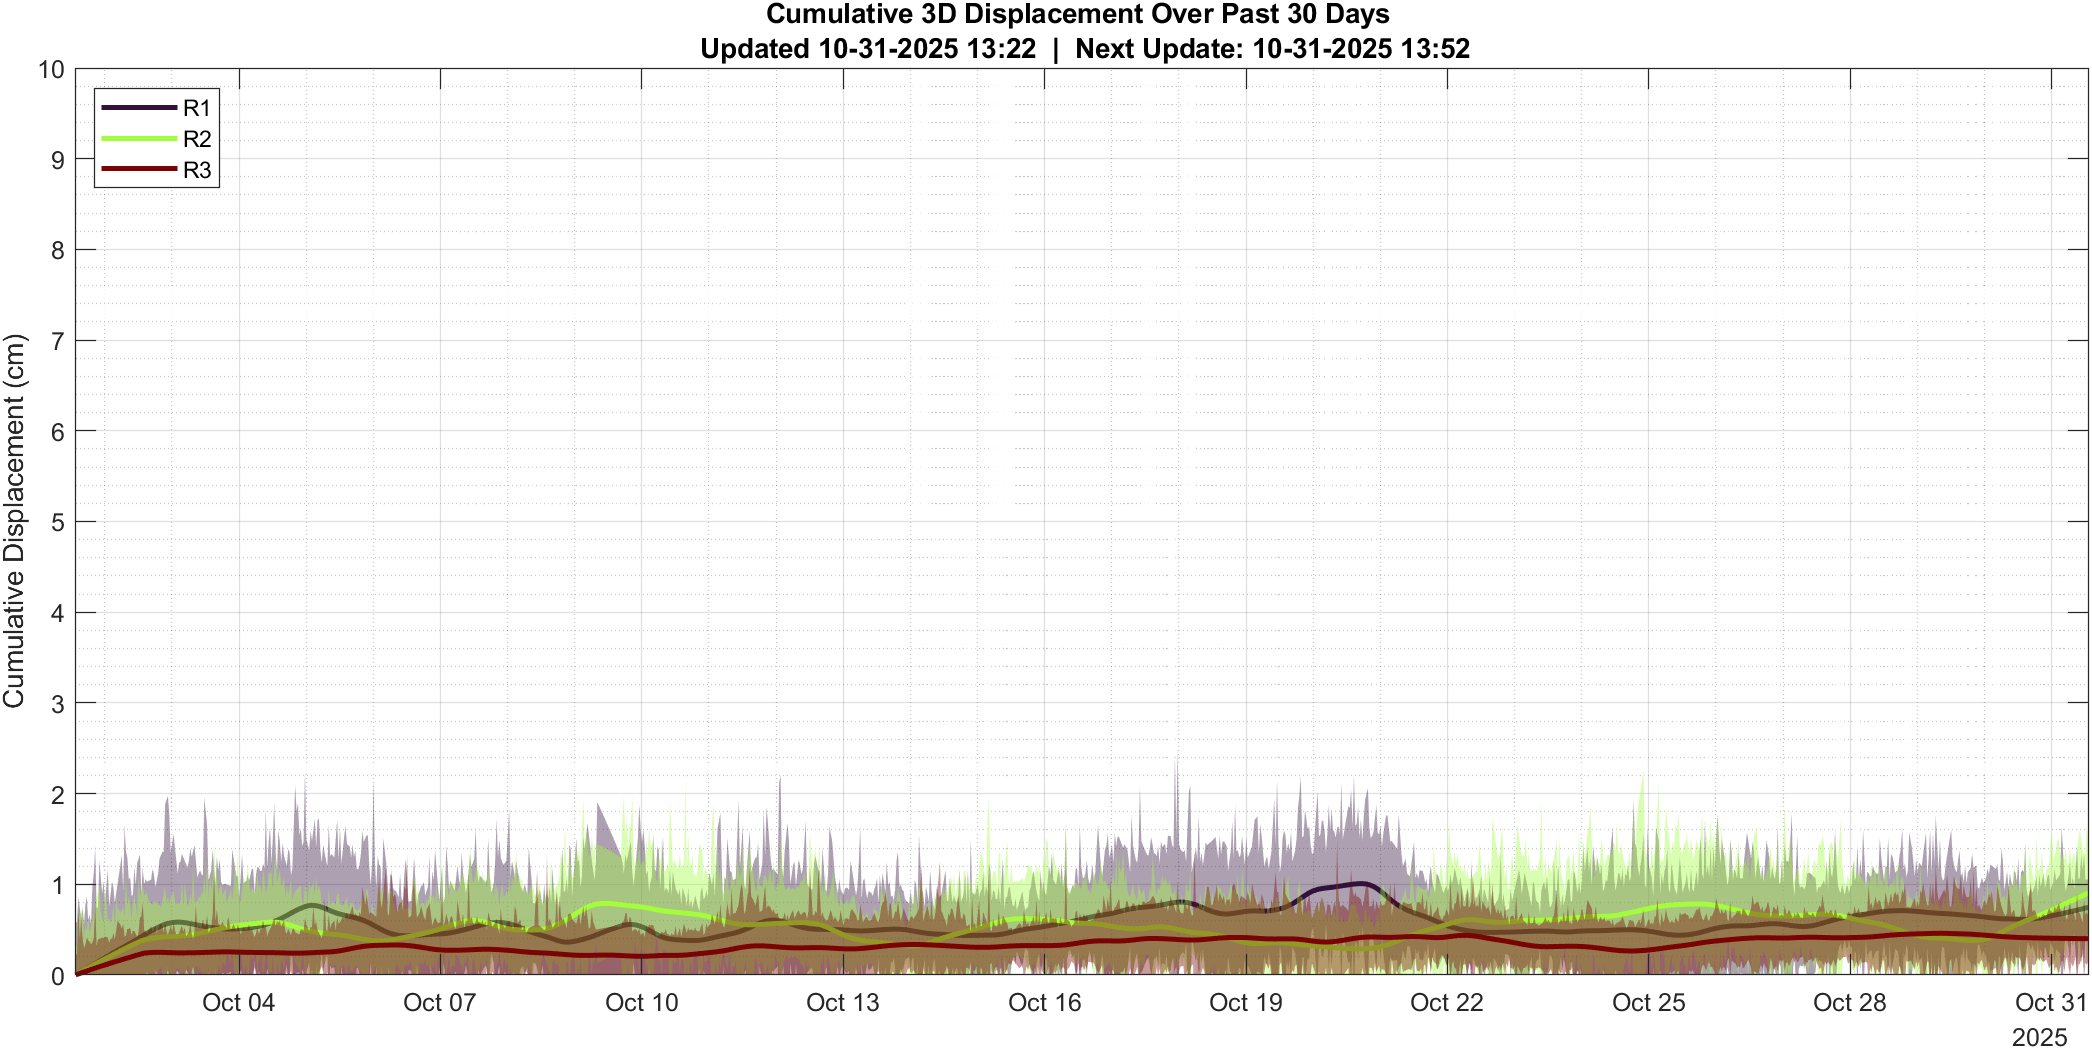 Cumulative 3D Displacement Over Past 30 Days
Updated 10-31-2025 13:22 | Next Update: 10-31-2025 13:52
Cumulative Displacement (cm)
10
9
8
7
6
5
4
3
2
1
0
R1
R2
R3
Oct 04
Oct 07
Oct 10
Oct 13
Oct 16
Oct 19
Oct 22
Oct 25
Oct 28
Oct 31
2025